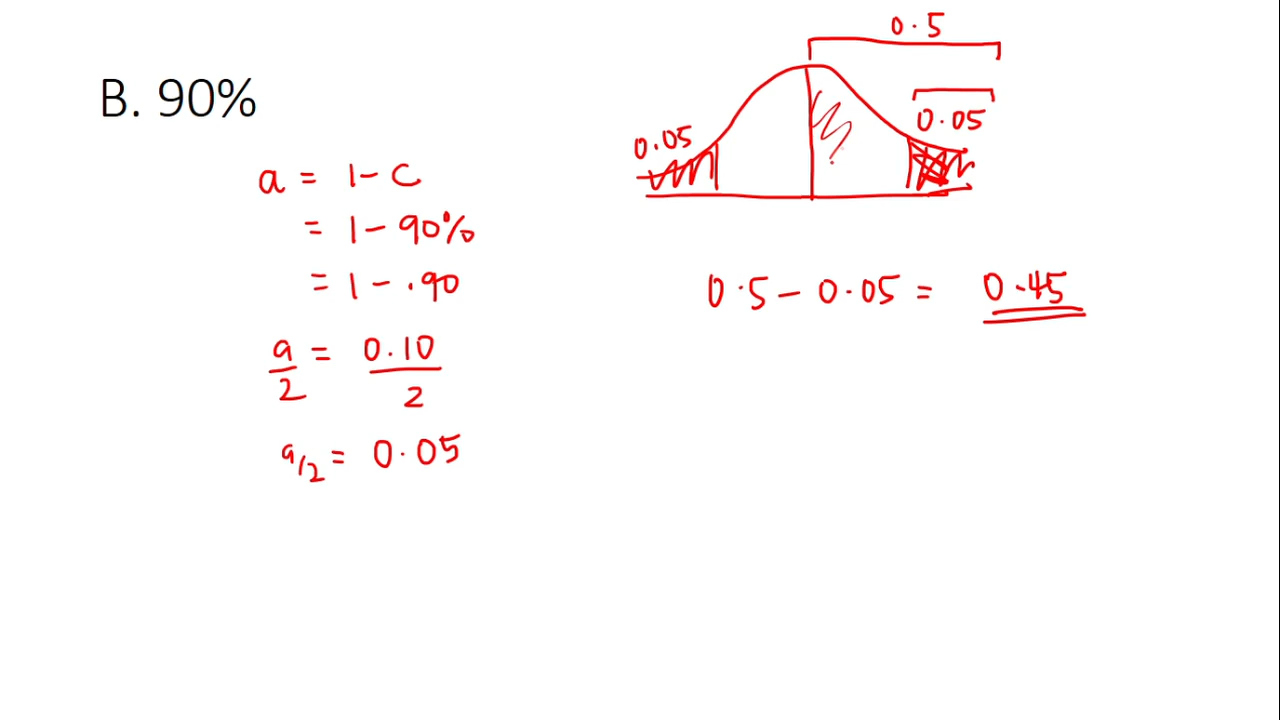 B. 90%
a = 1 - C
= 1 - 90%
= 1 - .90
a/2 = 0.10/2
a/2 = 0.05
0.5
0.05
0.05
0.5 - 0.05 = 0.45